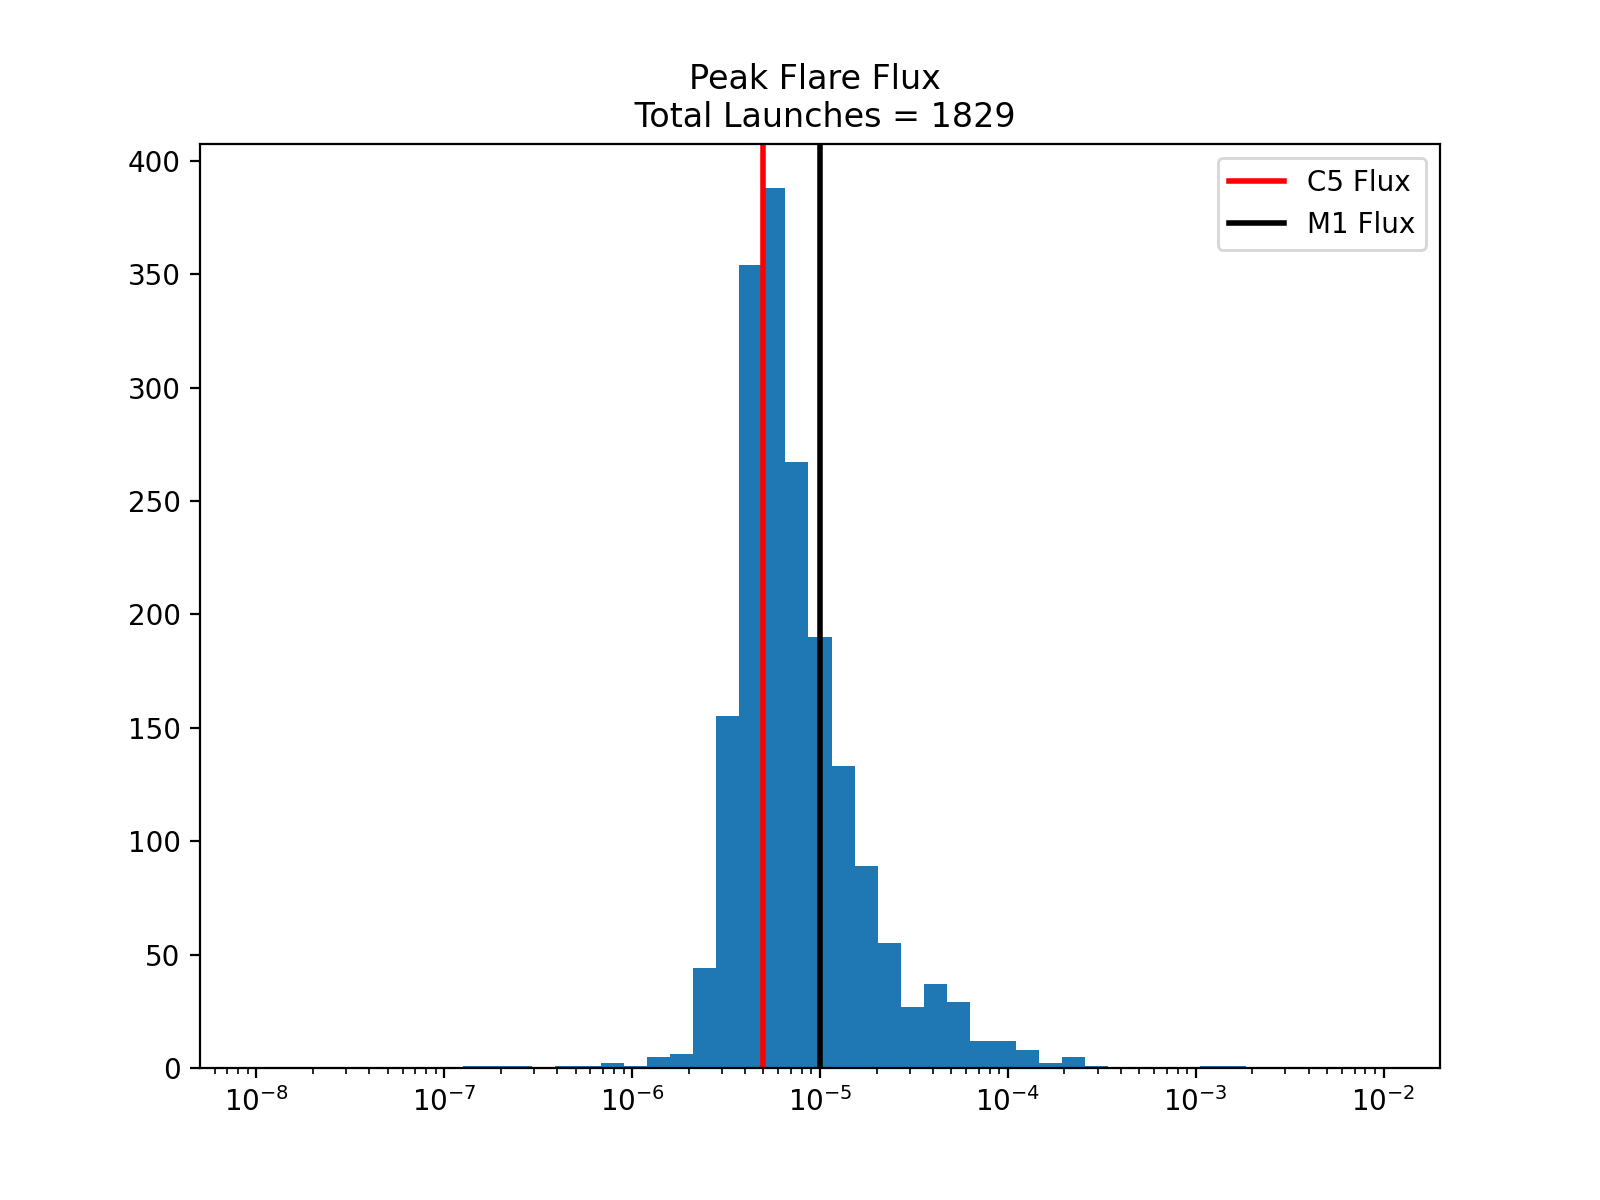 Peak Flare Flux
Total Launches = 1829
C5 Flux
M1 Flux
400
350
300
250
200
150
100
50
0
10⁻⁸ 10⁻⁷ 10⁻⁶ 10⁻⁵ 10⁻⁴ 10⁻³ 10⁻²